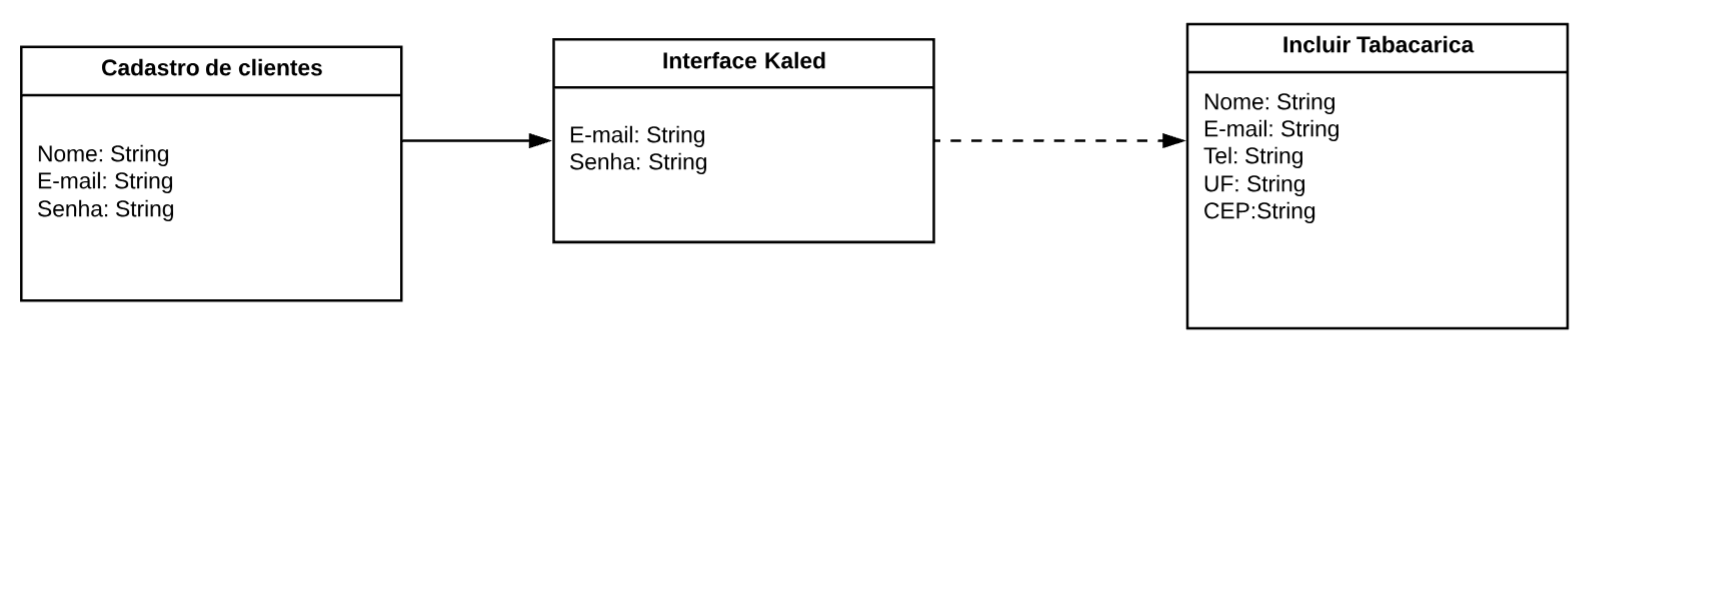 Cadastro de clientes
Nome: String
E-mail: String
Senha: String
Interface Kaled
E-mail: String
Senha: String
Incluir Tabacarica
Nome: String
E-mail: String
Tel: String
UF: String
CEP:String